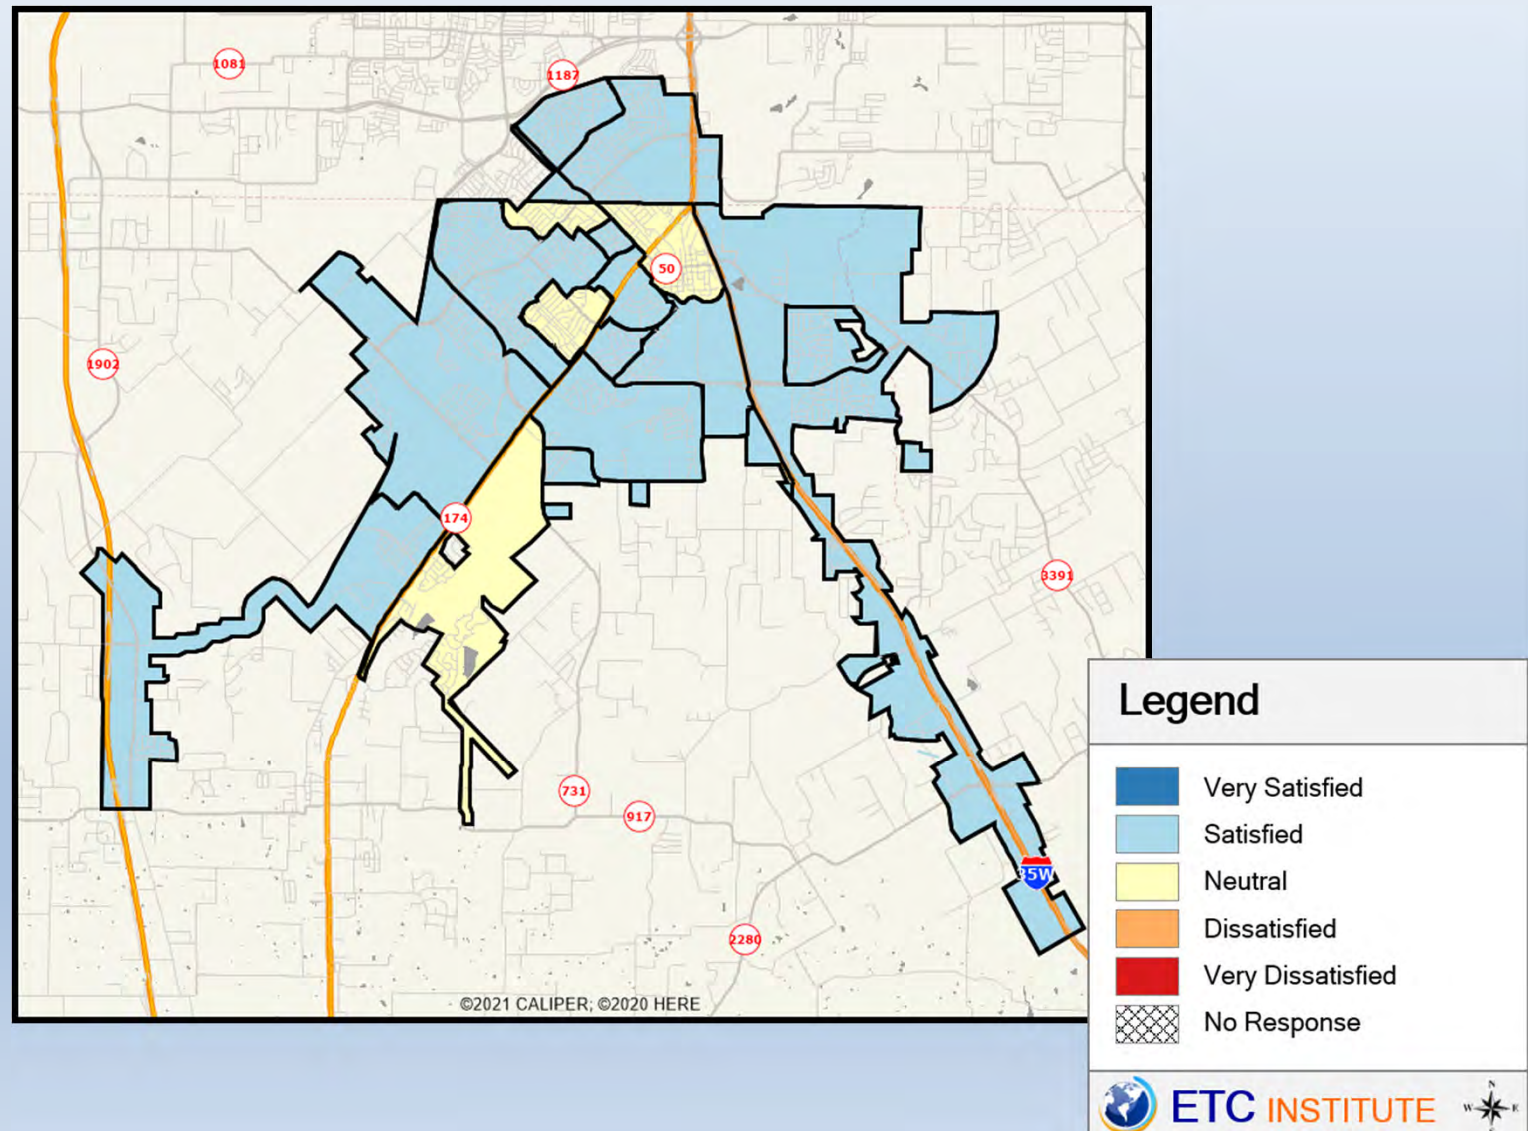 1081
1187
50
1902
174
3391
731
917
35W
2280
©2021 CALIPER; ©2020 HERE
Legend
Very Satisfied
Satisfied
Neutral
Dissatisfied
Very Dissatisfied
No Response
ETC INSTITUTE
N
W E